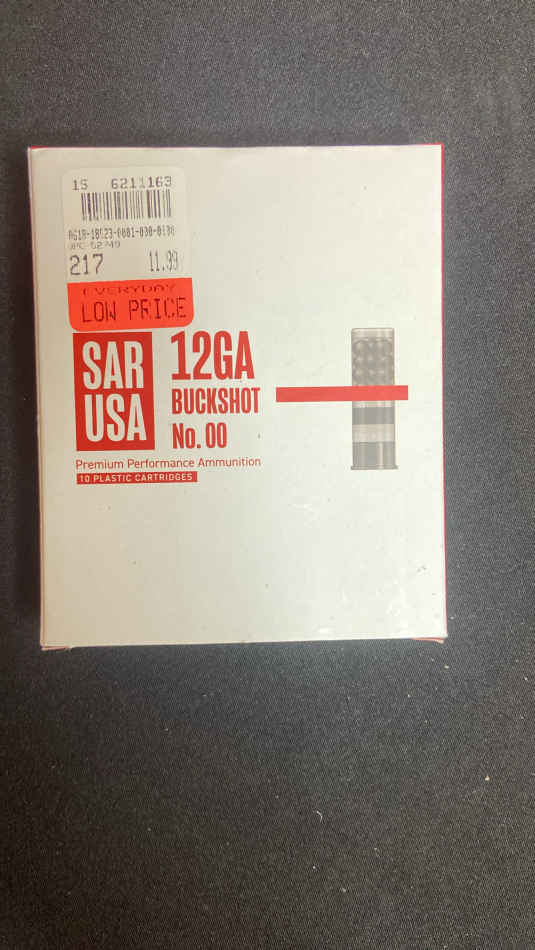 15 6211163
217 11.99
EVERYDAY
LOW PRICE
SAR
USA
12GA
BUCKSHOT
No. 00
Premium Performance Ammunition
10 PLASTIC CARTRIDGES